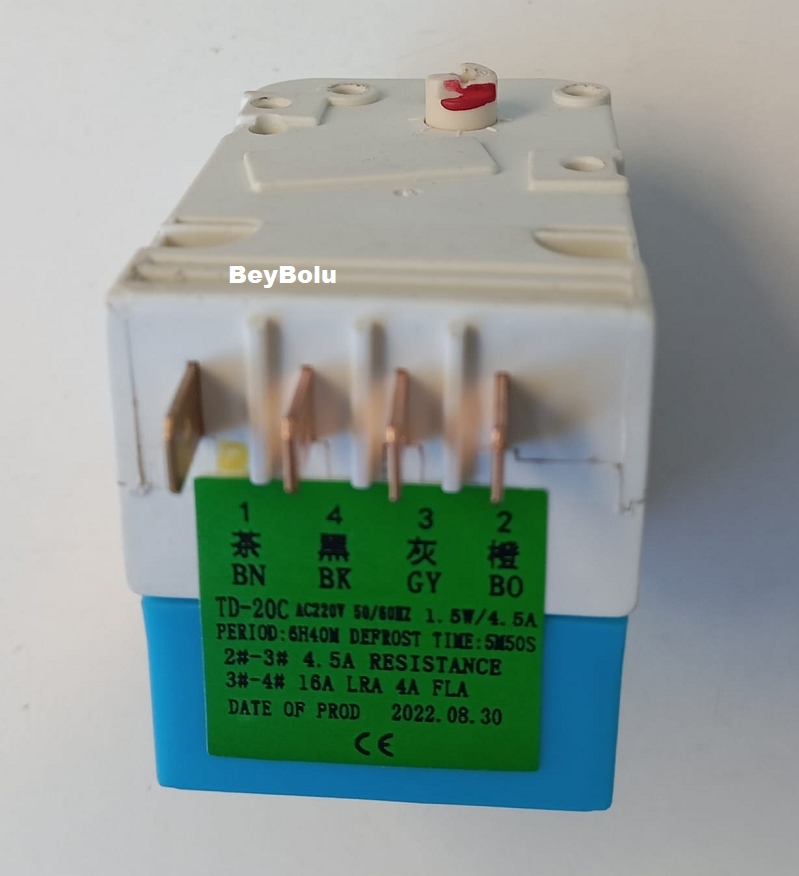 BeyBolu
1 4 3 2
茶 黑 灰 橙
BN BK GY BO
TD-20C AC220V 50/60HZ 1.5W/4.5A
PERIOD:6H40M DEFROST TIME:5M50S
2#-3# 4.5A RESISTANCE
3#-4# 16A LRA 4A FLA
DATE OF PROD 2022.08.30
CE